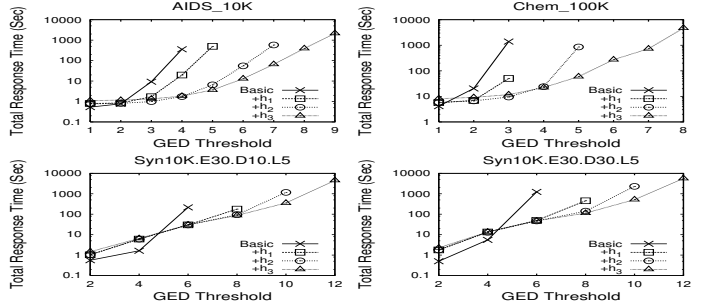 AIDS_10K
Total Response Time (Sec)
10000
1000
100
10
1
0.1
Basic
+h1
+h2
+h3
1 2 3 4 5 6 7 8 9
GED Threshold
Chem_100K
Total Response Time (Sec)
10000
1000
100
10
1
Basic
+h1
+h2
+h3
1 2 3 4 5 6 7 8
GED Threshold
Syn10K.E30.D10.L5
Total Response Time (Sec)
10000
1000
100
10
1
0.1
Basic
+h1
+h2
+h3
2 4 6 8 10 12
GED Threshold
Syn10K.E30.D30.L5
Total Response Time (Sec)
10000
1000
100
10
1
0.1
Basic
+h1
+h2
+h3
2 4 6 8 10 12
GED Threshold